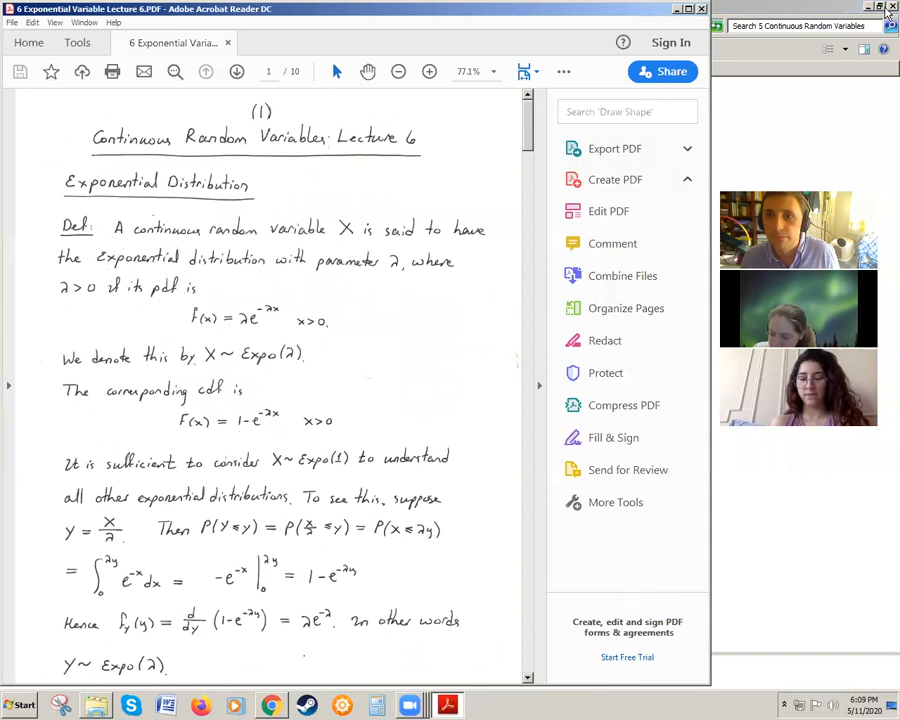 6 Exponential Variable Lecture 6.PDF - Adobe Acrobat Reader DC
File Edit View Window Help
Home Tools 6 Exponential Varia... × Sign In
1 / 10 77.1% Share
Search 5 Continuous Random Variables
(1)
Continuous Random Variables: Lecture 6
Exponential Distribution
Def: A continuous random variable X is said to have
the Exponential distribution with parameter λ, where
λ>0 if its pdf is
f(x) = λe^{-λx} x>0.
We denote this by X ~ Expo(λ).
The corresponding cdf is
F(x) = 1-e^{-λx} x>0
It is sufficient to consider X~Expo(1) to understand
all other exponential distributions. To see this, suppose
Y = X/λ Then P(Y≤y) = P(X/λ ≤y) = P(X≤λy)
= ∫_0^{λy} e^{-x}dx = -e^{-x}|_0^{λy} = 1-e^{-λy}
Hence f_Y(y) = d/dy (1-e^{-λy}) = λe^{-λ}. In other words
Y~ Expo(λ).
Search 'Draw Shape'
Export PDF
Create PDF
Edit PDF
Comment
Combine Files
Organize Pages
Redact
Protect
Compress PDF
Fill & Sign
Send for Review
More Tools
Create, edit and sign PDF
forms & agreements
Start Free Trial
Start
6:09 PM
5/11/2020